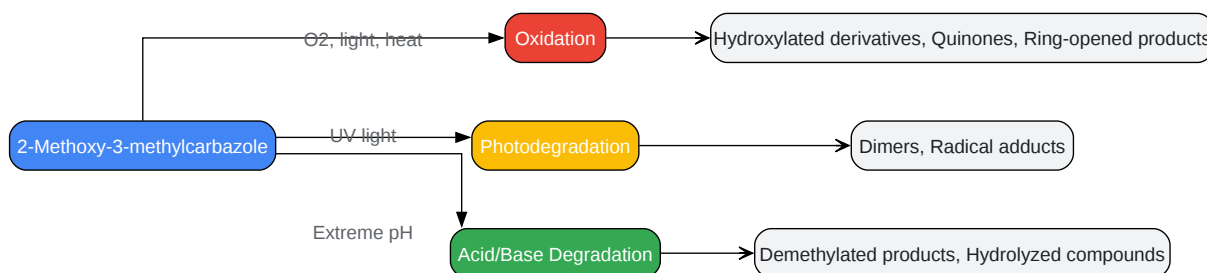 O2, light, heat
Oxidation
Hydroxylated derivatives, Quinones, Ring-opened products
2-Methoxy-3-methylcarbazole
UV light
Photodegradation
Dimers, Radical adducts
Extreme pH
Acid/Base Degradation
Demethylated products, Hydrolyzed compounds